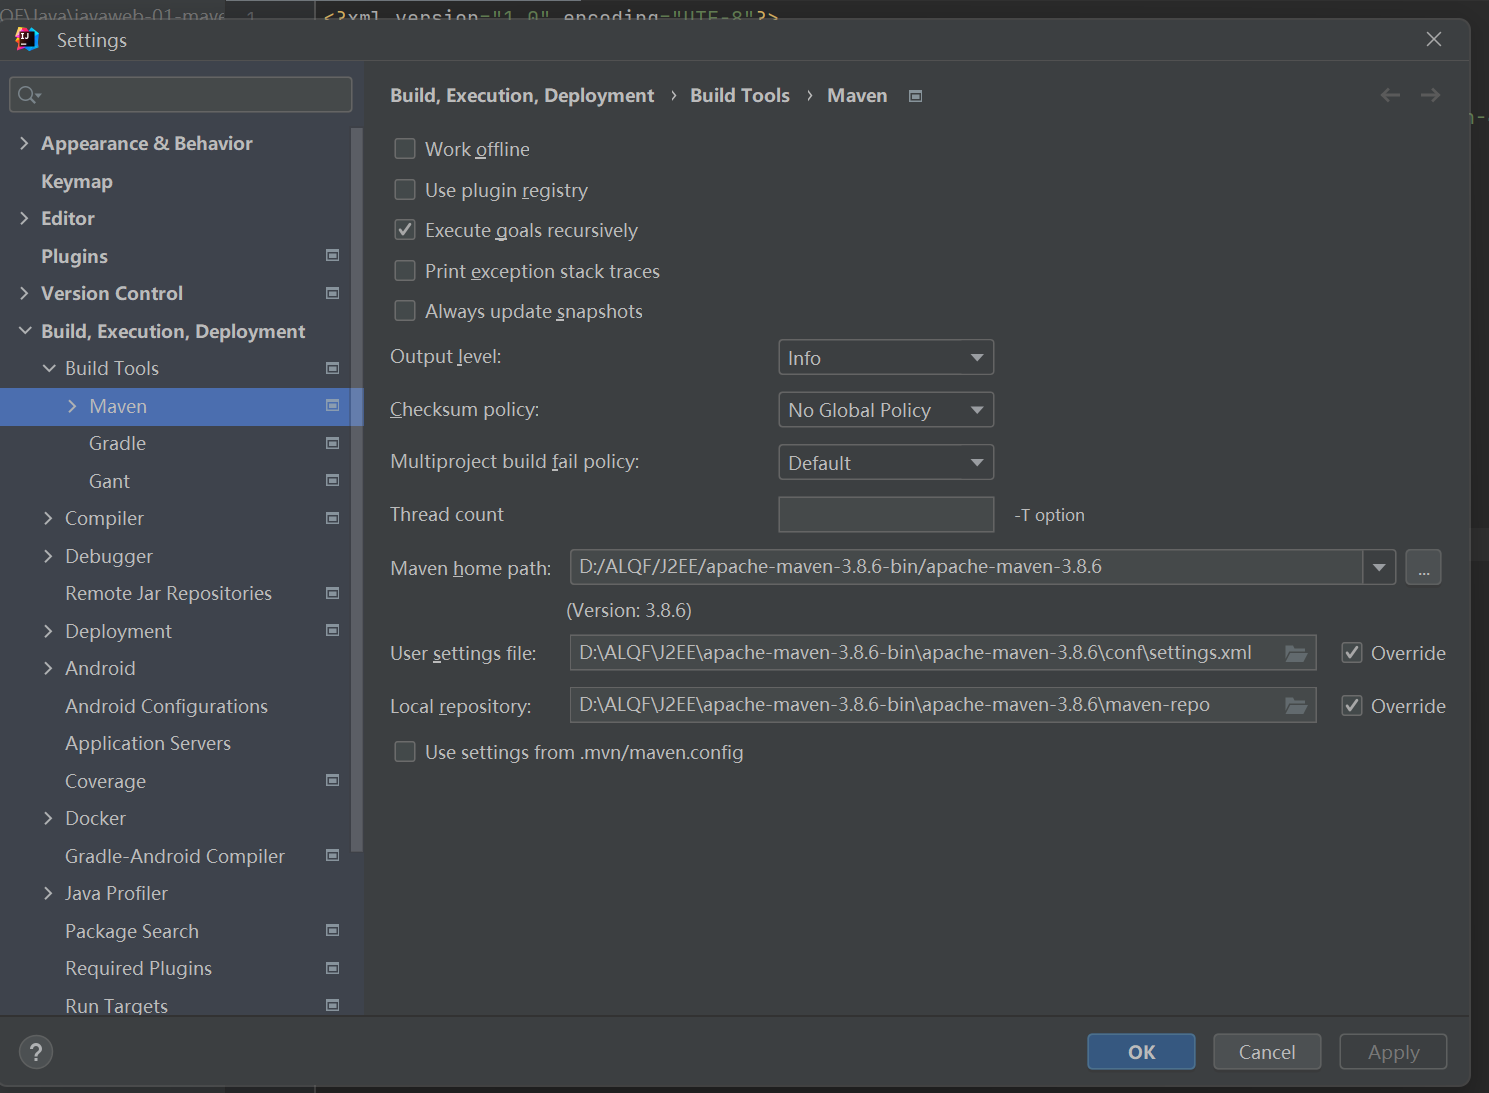 <?xml version="1.0" encoding="UTF-8"?>
1
Settings
Build, Execution, Deployment › Build Tools › Maven
Appearance & Behavior
Keymap
Editor
Plugins
Version Control
Build, Execution, Deployment
Build Tools
Maven
Gradle
Gant
Compiler
Debugger
Remote Jar Repositories
Deployment
Android
Android Configurations
Application Servers
Coverage
Docker
Gradle-Android Compiler
Java Profiler
Package Search
Required Plugins
Run Targets
Work offline
Use plugin registry
Execute goals recursively
Print exception stack traces
Always update snapshots
Output level: Info
Checksum policy: No Global Policy
Multiproject build fail policy: Default
Thread count -T option
Maven home path: D:/ALQF/J2EE/apache-maven-3.8.6-bin/apache-maven-3.8.6 ...
(Version: 3.8.6)
User settings file: D:\ALQF\J2EE\apache-maven-3.8.6-bin\apache-maven-3.8.6\conf\settings.xml Override
Local repository: D:\ALQF\J2EE\apache-maven-3.8.6-bin\apache-maven-3.8.6\maven-repo Override
Use settings from .mvn/maven.config
? OK Cancel Apply